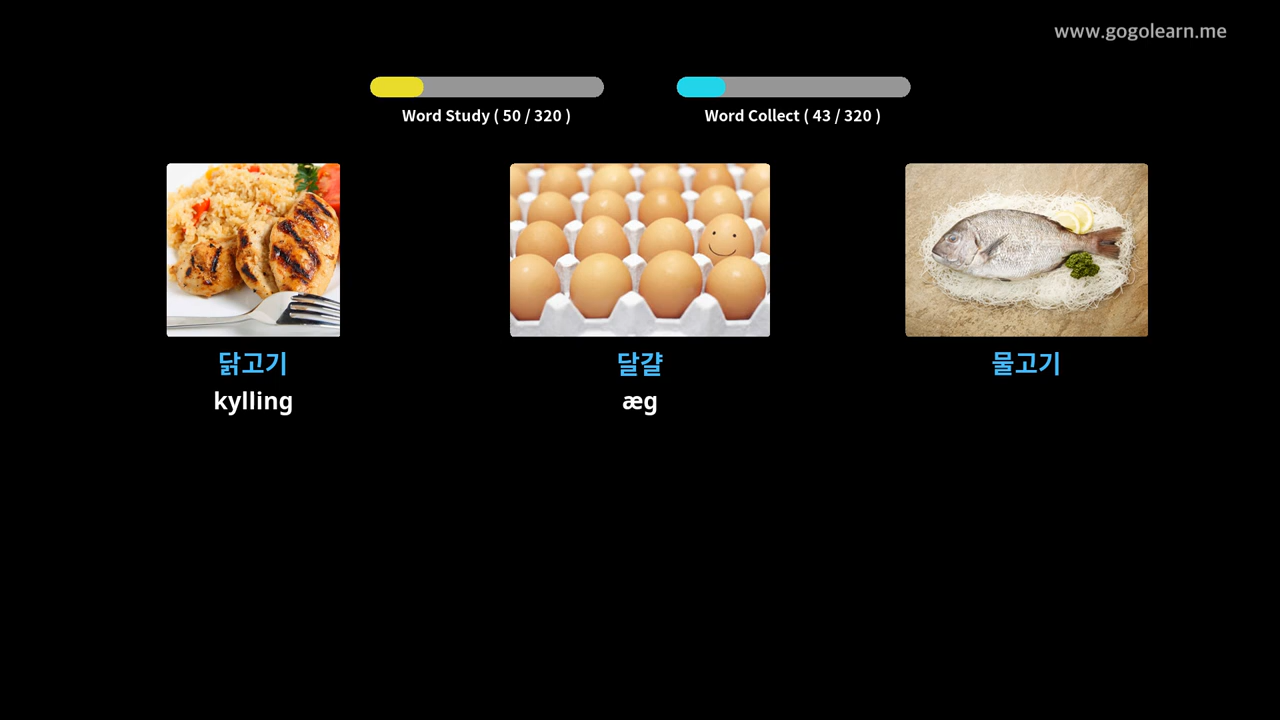 www.gogolearn.me
Word Study ( 50 / 320 )
Word Collect ( 43 / 320 )
닭고기
달걀
물고기
kylling
æg